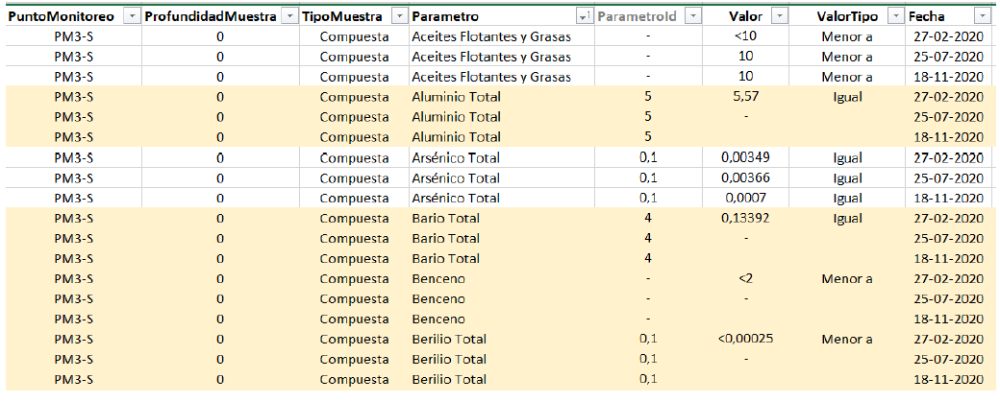 PuntoMonitoreo ProfundidadMuestra TipoMuestra Parametro ParametroId Valor ValorTipo Fecha
PM3-S 0 Compuesta Aceites Flotantes y Grasas - <10 Menor a 27-02-2020
PM3-S 0 Compuesta Aceites Flotantes y Grasas - 10 Menor a 25-07-2020
PM3-S 0 Compuesta Aceites Flotantes y Grasas - 10 Menor a 18-11-2020
PM3-S 0 Compuesta Aluminio Total 5 5,57 Igual 27-02-2020
PM3-S 0 Compuesta Aluminio Total 5 - 25-07-2020
PM3-S 0 Compuesta Aluminio Total 5 18-11-2020
PM3-S 0 Compuesta Arsénico Total 0,1 0,00349 Igual 27-02-2020
PM3-S 0 Compuesta Arsénico Total 0,1 0,00366 Igual 25-07-2020
PM3-S 0 Compuesta Arsénico Total 0,1 0,0007 Igual 18-11-2020
PM3-S 0 Compuesta Bario Total 4 0,13392 Igual 27-02-2020
PM3-S 0 Compuesta Bario Total 4 - 25-07-2020
PM3-S 0 Compuesta Bario Total 4 18-11-2020
PM3-S 0 Compuesta Benceno - <2 Menor a 27-02-2020
PM3-S 0 Compuesta Benceno - - 25-07-2020
PM3-S 0 Compuesta Benceno - 18-11-2020
PM3-S 0 Compuesta Berilio Total 0,1 <0,00025 Menor a 27-02-2020
PM3-S 0 Compuesta Berilio Total 0,1 - 25-07-2020
PM3-S 0 Compuesta Berilio Total 0,1 18-11-2020